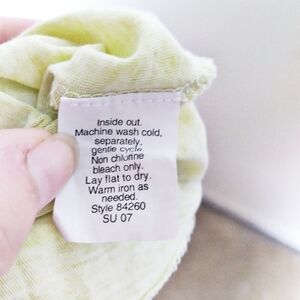 Inside out.
Machine wash cold,
separately,
gentle cycle.
Non chlorine
bleach only.
Lay flat to dry.
Warm iron as
needed.
Style 84260
SU 07